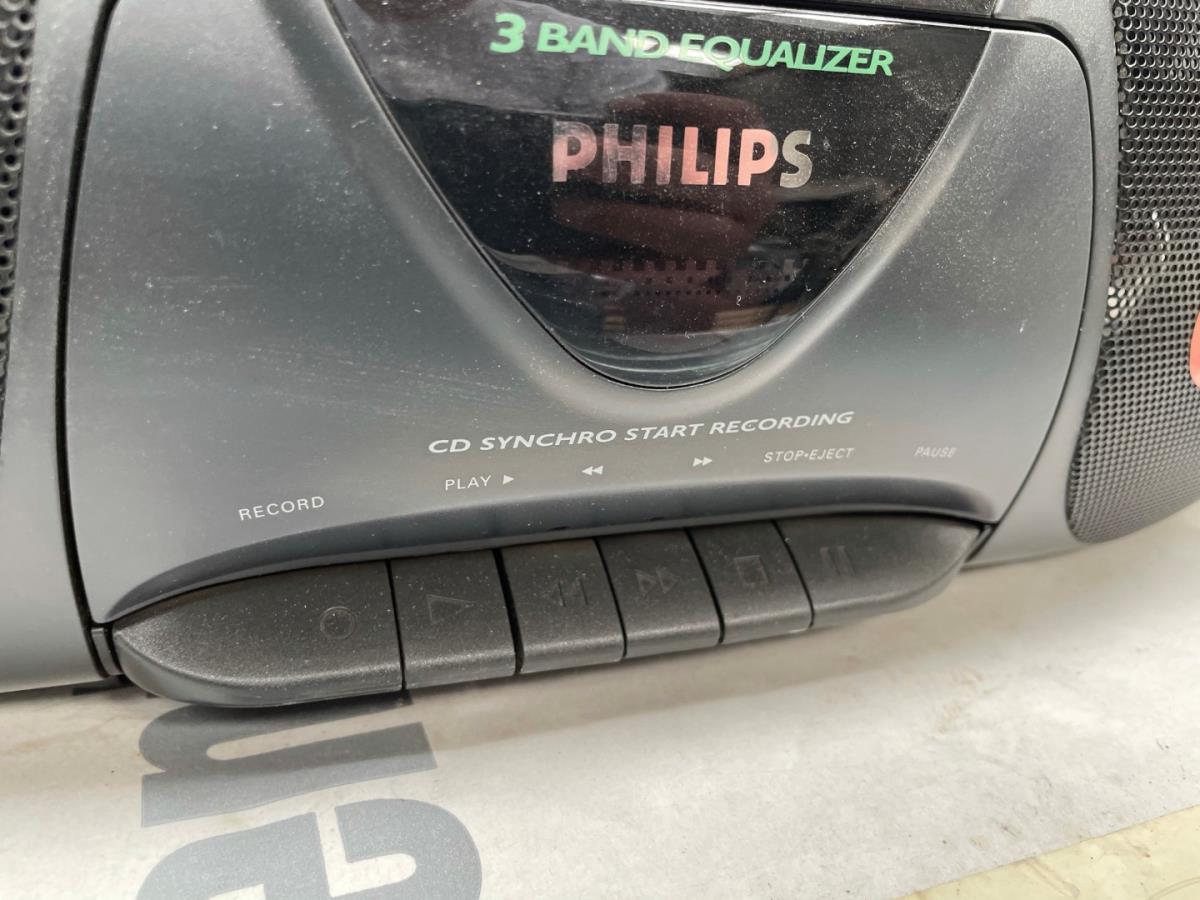 3 BAND EQUALIZER
PHILIPS
CD SYNCHRO START RECORDING
RECORD PLAY ▶ ◀◀ ▶▶ STOP•EJECT PAUSE